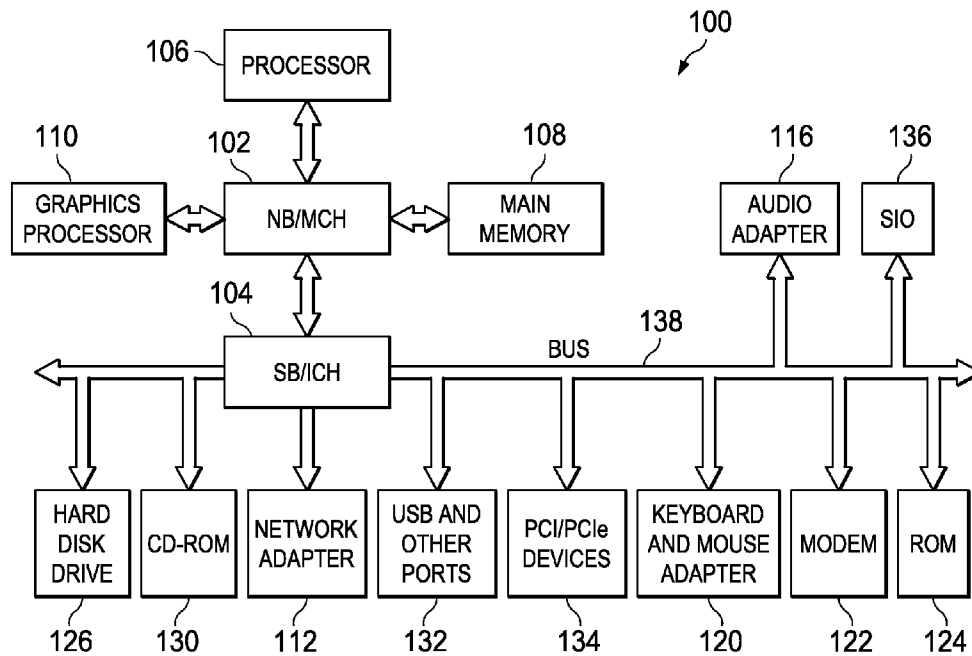 100
106
PROCESSOR
110
102
108
116
136
GRAPHICS
PROCESSOR
NB/MCH
MAIN
MEMORY
AUDIO
ADAPTER
SIO
104
SB/ICH
BUS
138
HARD
DISK
DRIVE
CD-ROM
NETWORK
ADAPTER
USB AND
OTHER
PORTS
PCI/PCIe
DEVICES
KEYBOARD
AND MOUSE
ADAPTER
MODEM
ROM
126
130
112
132
134
120
122
124